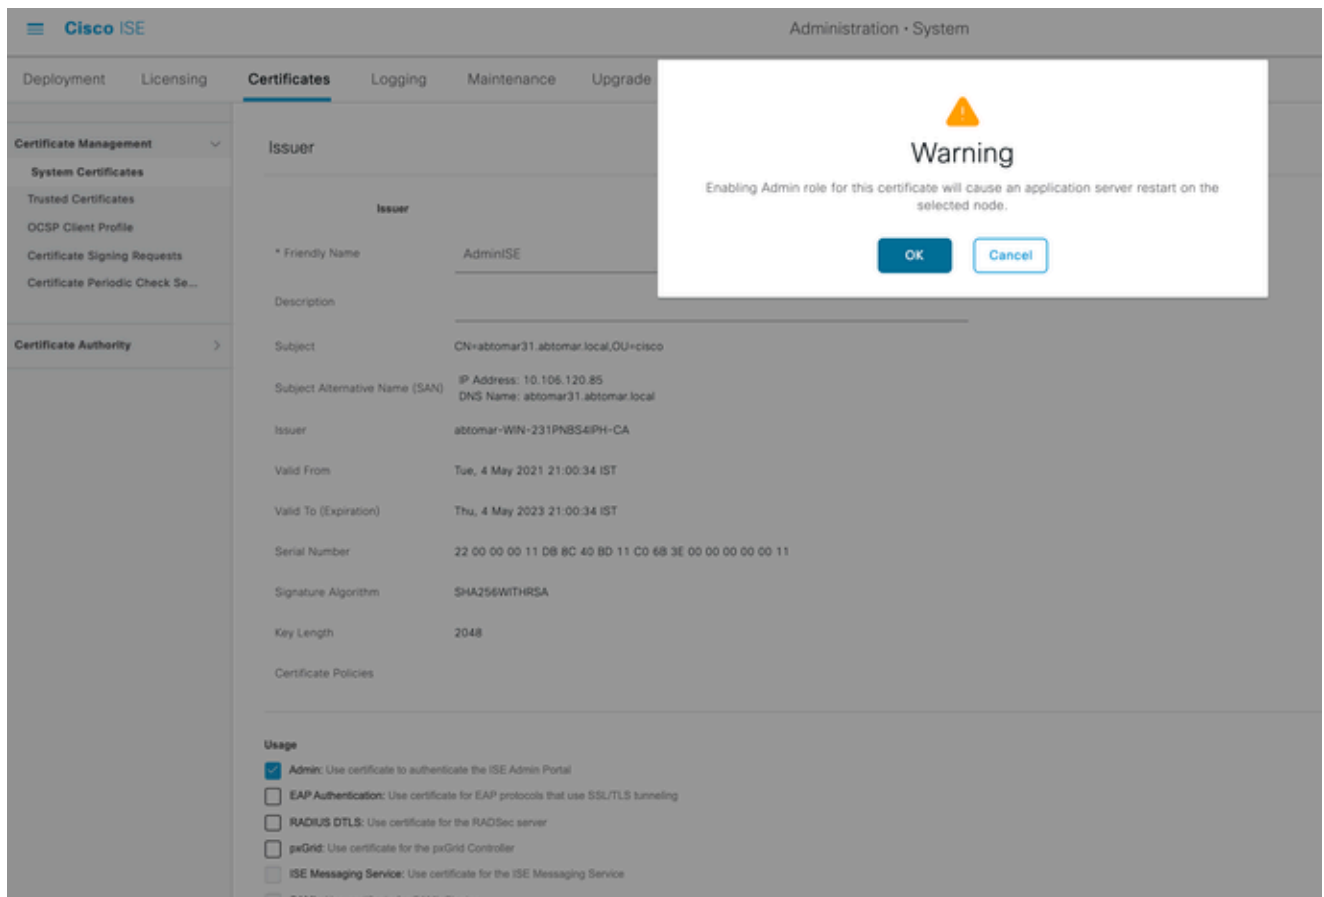 Cisco ISE
Administration · System
Deployment Licensing Certificates Logging Maintenance Upgrade
Warning
Enabling Admin role for this certificate will cause an application server restart on the
selected node.
OK Cancel
Certificate Management
System Certificates
Trusted Certificates
OCSP Client Profile
Certificate Signing Requests
Certificate Periodic Check Se...
Certificate Authority
Issuer
Issuer
* Friendly Name AdminISE
Description
Subject CN=abtomar31.abtomar.local,OU=cisco
Subject Alternative Name (SAN) IP Address: 10.106.120.85
DNS Name: abtomar31.abtomar.local
Issuer abtomar-WIN-231PNBS4IPH-CA
Valid From Tue, 4 May 2021 21:00:34 IST
Valid To (Expiration) Thu, 4 May 2023 21:00:34 IST
Serial Number 22 00 00 00 11 DB 8C 40 BD 11 C0 6B 3E 00 00 00 00 00 11
Signature Algorithm SHA256WITHRSA
Key Length 2048
Certificate Policies
Usage
Admin: Use certificate to authenticate the ISE Admin Portal
EAP Authentication: Use certificate for EAP protocols that use SSL/TLS tunneling
RADIUS DTLS: Use certificate for the RADSec server
pxGrid: Use certificate for the pxGrid Controller
ISE Messaging Service: Use certificate for the ISE Messaging Service